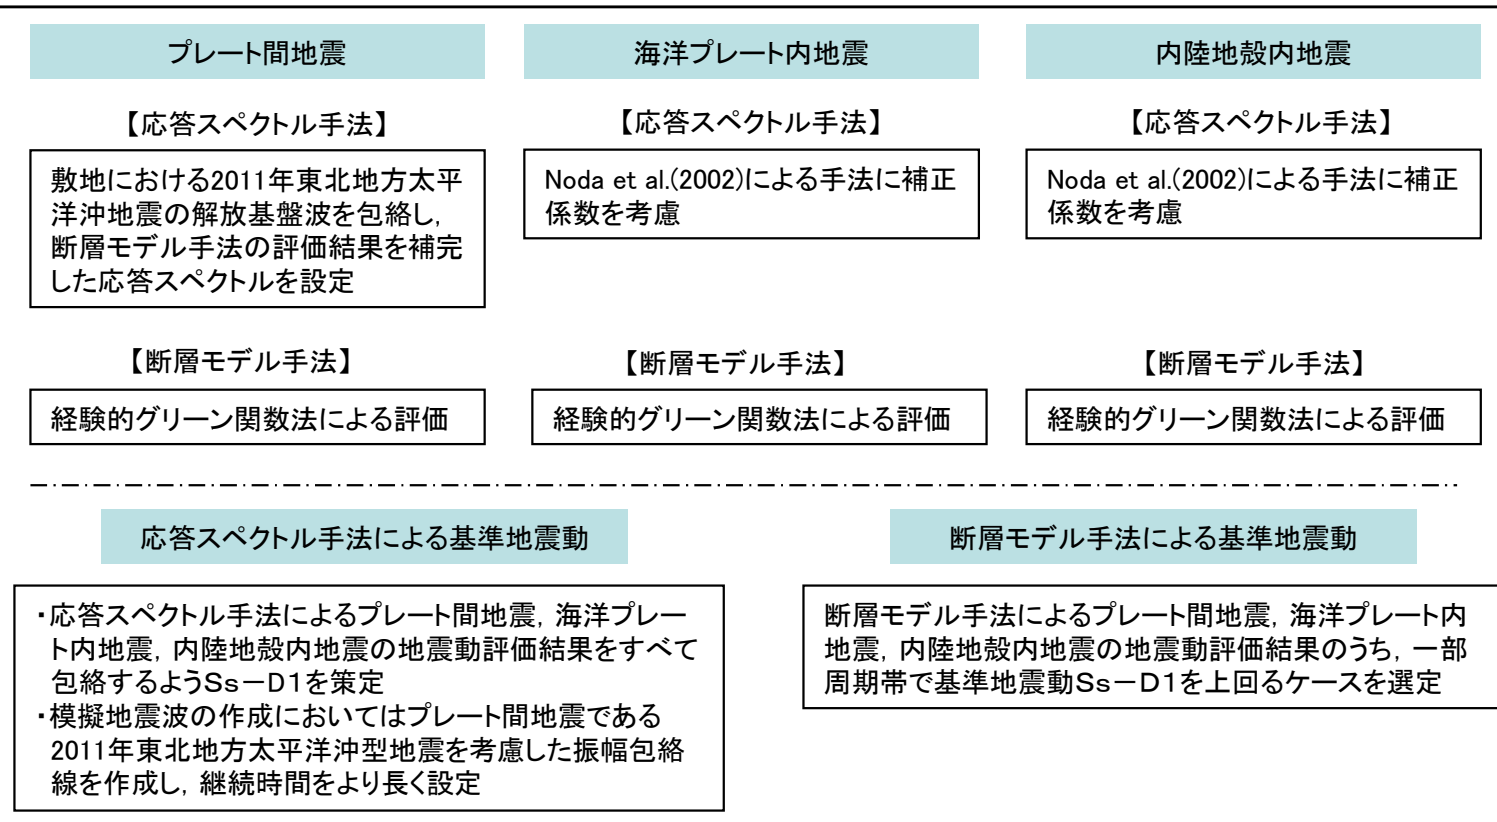 プレート間地震
海洋プレート内地震
内陸地殻内地震
【応答スペクトル手法】
【応答スペクトル手法】
【応答スペクトル手法】
敷地における2011年東北地方太平
洋沖地震の解放基盤波を包絡し,
断層モデル手法の評価結果を補完
した応答スペクトルを設定
Noda et al.(2002)による手法に補正
係数を考慮
Noda et al.(2002)による手法に補正
係数を考慮
【断層モデル手法】
【断層モデル手法】
【断層モデル手法】
経験的グリーン関数法による評価
経験的グリーン関数法による評価
経験的グリーン関数法による評価
応答スペクトル手法による基準地震動
断層モデル手法による基準地震動
・応答スペクトル手法によるプレート間地震, 海洋プレー
ト内地震, 内陸地殻内地震の地震動評価結果をすべて
包絡するようSs-D1を策定
・模擬地震波の作成においてはプレート間地震である
2011年東北地方太平洋沖型地震を考慮した振幅包絡
線を作成し, 継続時間をより長く設定
断層モデル手法によるプレート間地震, 海洋プレート内
地震, 内陸地殻内地震の地震動評価結果のうち, 一部
周期帯で基準地震動Ss-D1を上回るケースを選定